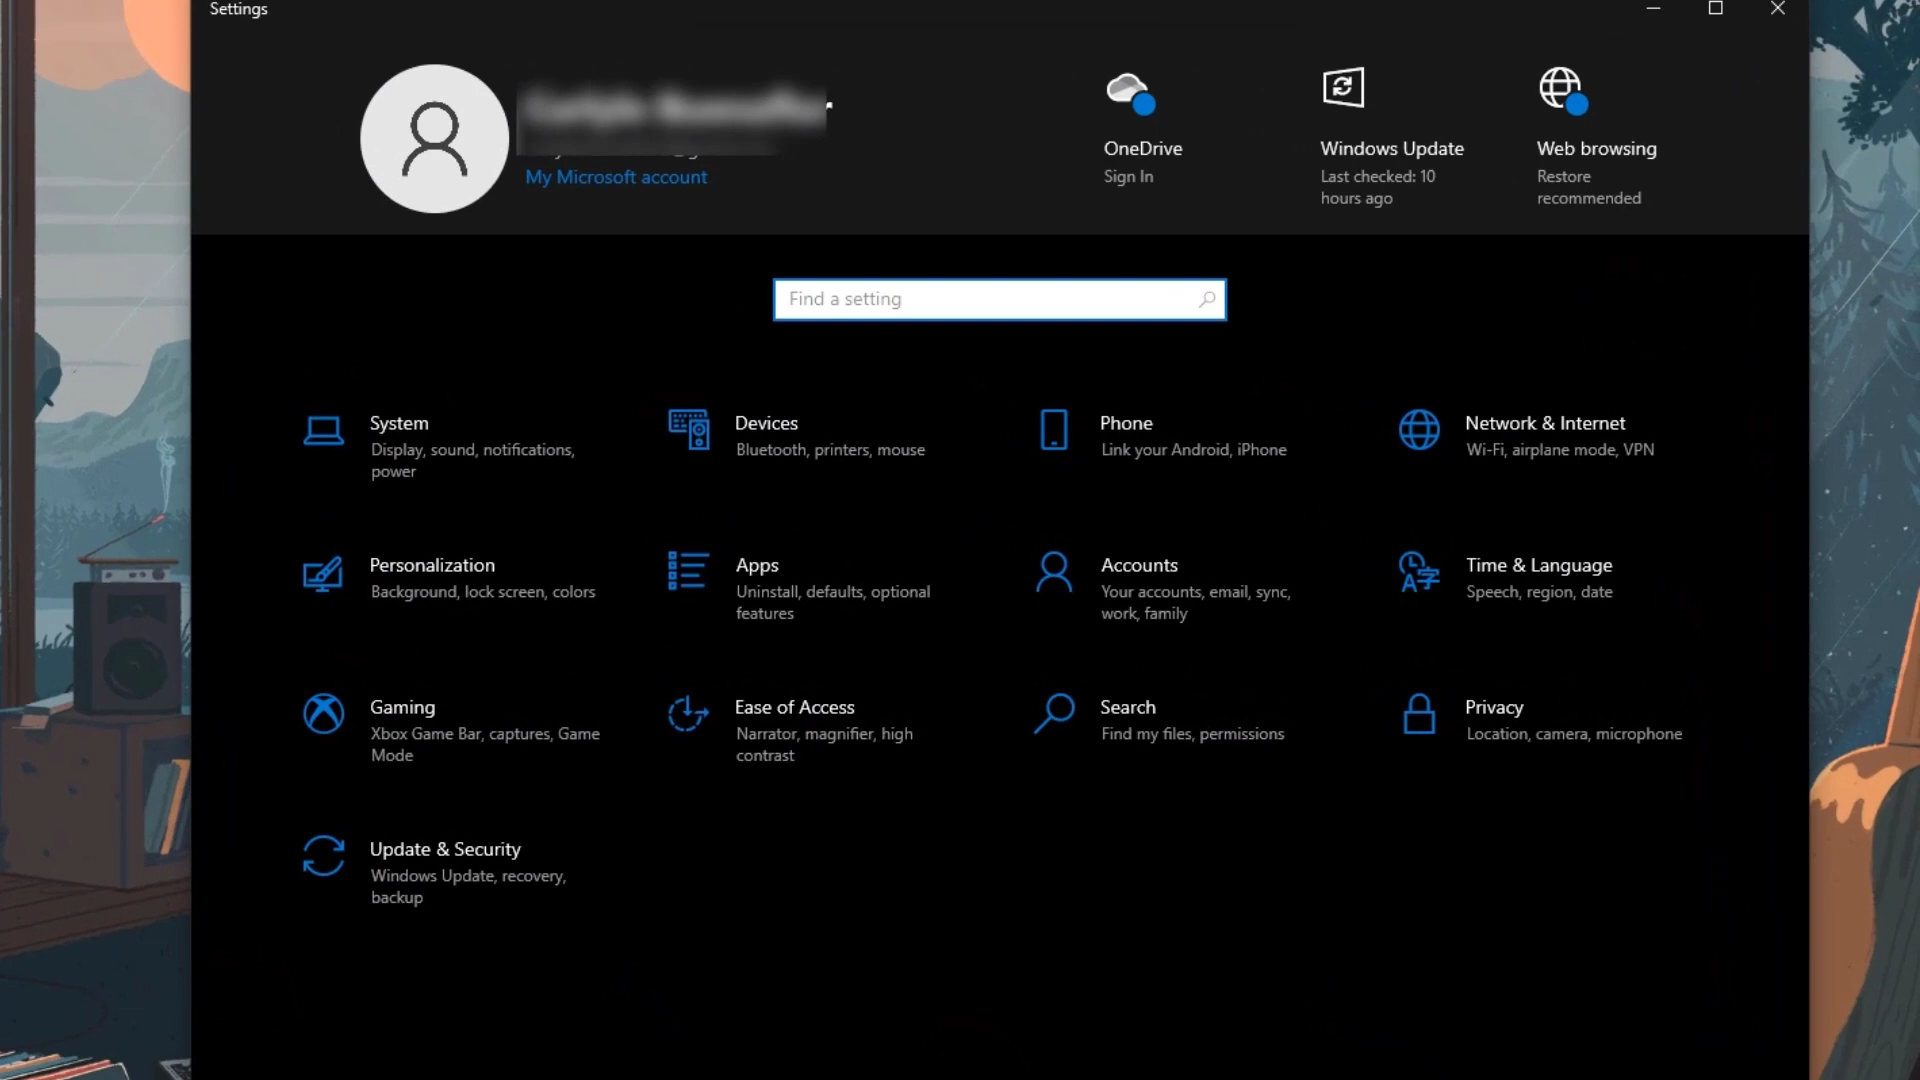 Settings
My Microsoft account
OneDrive
Sign In
Windows Update
Last checked: 10
hours ago
Web browsing
Restore
recommended
Find a setting
System
Display, sound, notifications,
power
Devices
Bluetooth, printers, mouse
Phone
Link your Android, iPhone
Network & Internet
Wi-Fi, airplane mode, VPN
Personalization
Background, lock screen, colors
Apps
Uninstall, defaults, optional
features
Accounts
Your accounts, email, sync,
work, family
Time & Language
Speech, region, date
Gaming
Xbox Game Bar, captures, Game
Mode
Ease of Access
Narrator, magnifier, high
contrast
Search
Find my files, permissions
Privacy
Location, camera, microphone
Update & Security
Windows Update, recovery,
backup